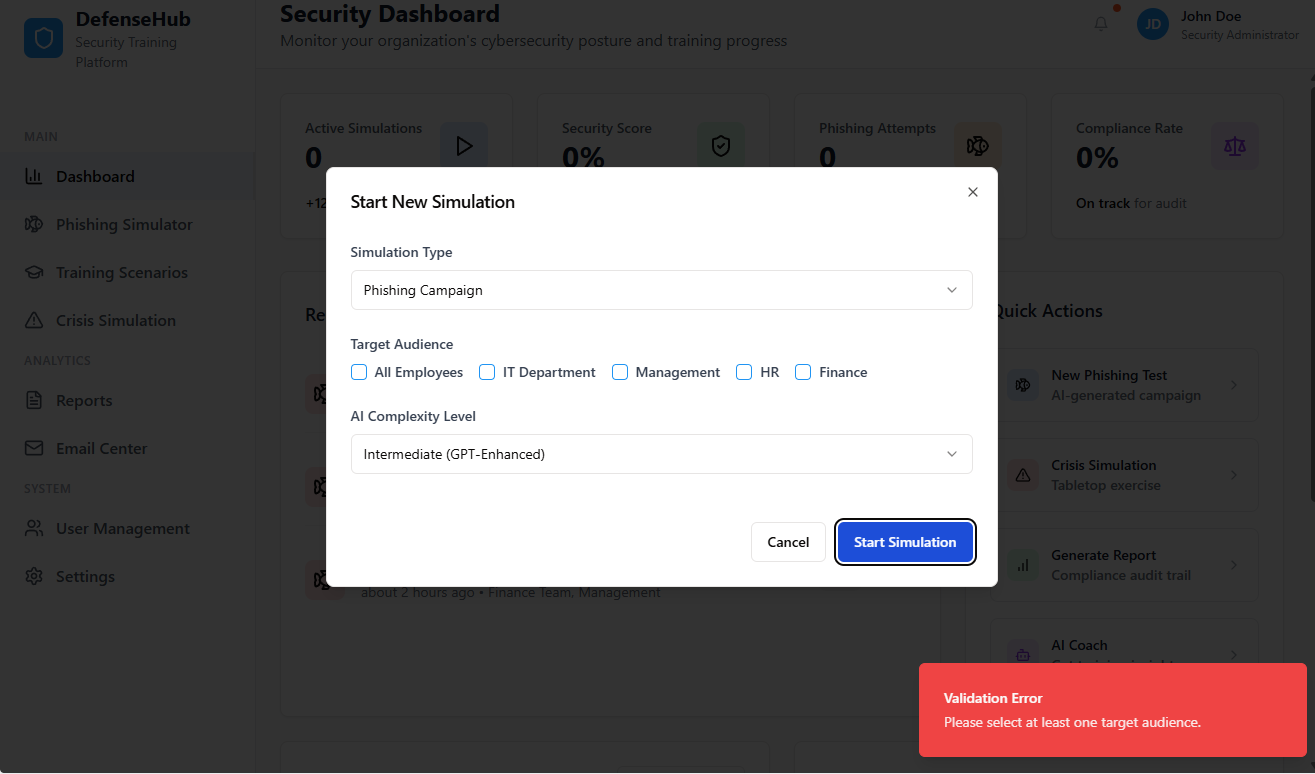 DefenseHub
Security Training
Platform
MAIN
Dashboard
Phishing Simulator
Training Scenarios
Crisis Simulation
ANALYTICS
Reports
Email Center
SYSTEM
User Management
Settings
Security Dashboard
Monitor your organization's cybersecurity posture and training progress
JD
John Doe
Security Administrator
Active Simulations
0
+12
Security Score
0%
Phishing Attempts
0
Compliance Rate
0%
On track for audit
Start New Simulation
Simulation Type
Phishing Campaign
Target Audience
All Employees
IT Department
Management
HR
Finance
AI Complexity Level
Intermediate (GPT-Enhanced)
Cancel
Start Simulation
about 2 hours ago • Finance Team, Management
Quick Actions
New Phishing Test
AI-generated campaign
Crisis Simulation
Tabletop exercise
Generate Report
Compliance audit trail
AI Coach
Validation Error
Please select at least one target audience.